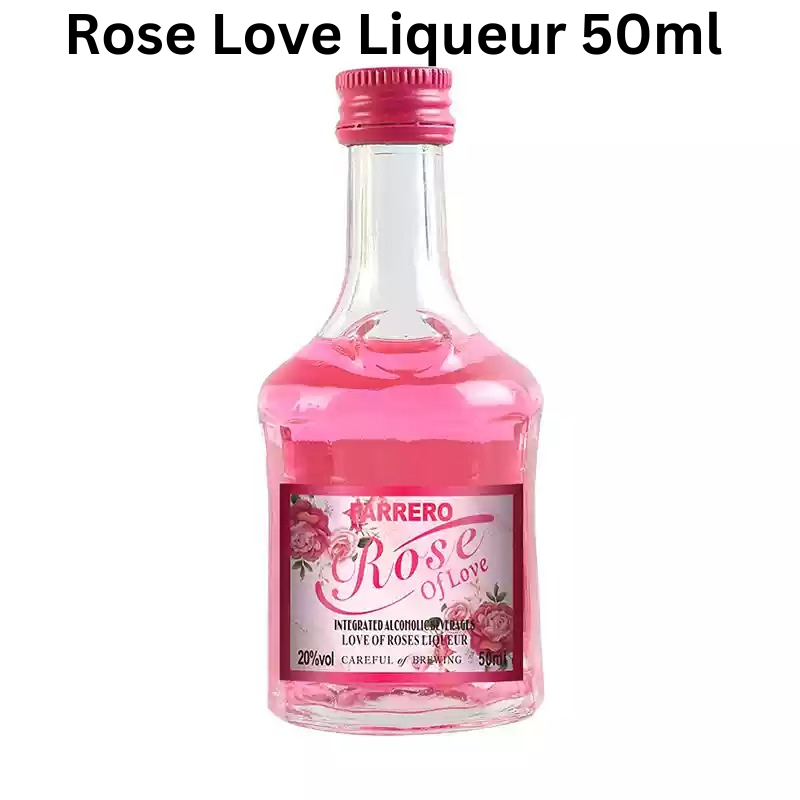 Rose Love Liqueur 50ml
PARRERO
Rose
Of Love
INTEGRATED ALCOHOLIC BEVERAGES
LOVE OF ROSES LIQUEUR
20%vol CAREFUL of BREWING 50ml